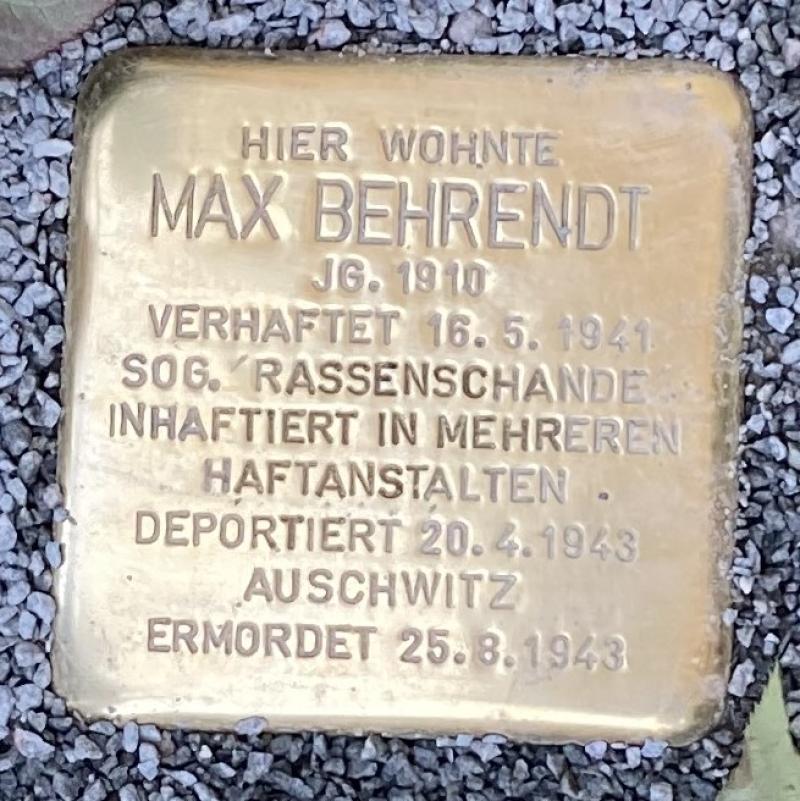 HIER WOHNTE
MAX BEHRENDT
JG. 1910
VERHAFTET 16.5.1941
SOG. 'RASSENSCHANDE'
INHAFTIERT IN MEHREREN
HAFTANSTALTEN
DEPORTIERT 20.4.1943
AUSCHWITZ
ERMORDET 25.8.1943